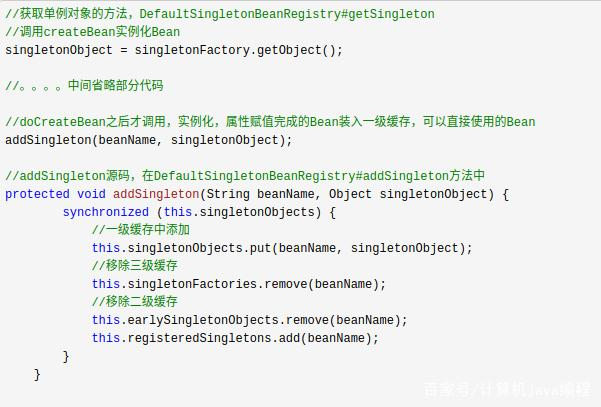 //获取单例对象的方法，DefaultSingletonBeanRegistry#getSingleton
//调用createBean实例化Bean
singletonObject = singletonFactory.getObject();
//。。。。中间省略部分代码
//doCreateBean之后才调用，实例化，属性赋值完成的Bean装入一级缓存，可以直接使用的Bean
addSingleton(beanName, singletonObject);
//addSingleton源码，在DefaultSingletonBeanRegistry#addSingleton方法中
protected void addSingleton(String beanName, Object singletonObject) {
synchronized (this.singletonObjects) {
//一级缓存中添加
this.singletonObjects.put(beanName, singletonObject);
//移除三级缓存
this.singletonFactories.remove(beanName);
//移除二级缓存
this.earlySingletonObjects.remove(beanName);
this.registeredSingletons.add(beanName);
}
}
百家号/计算机java编程